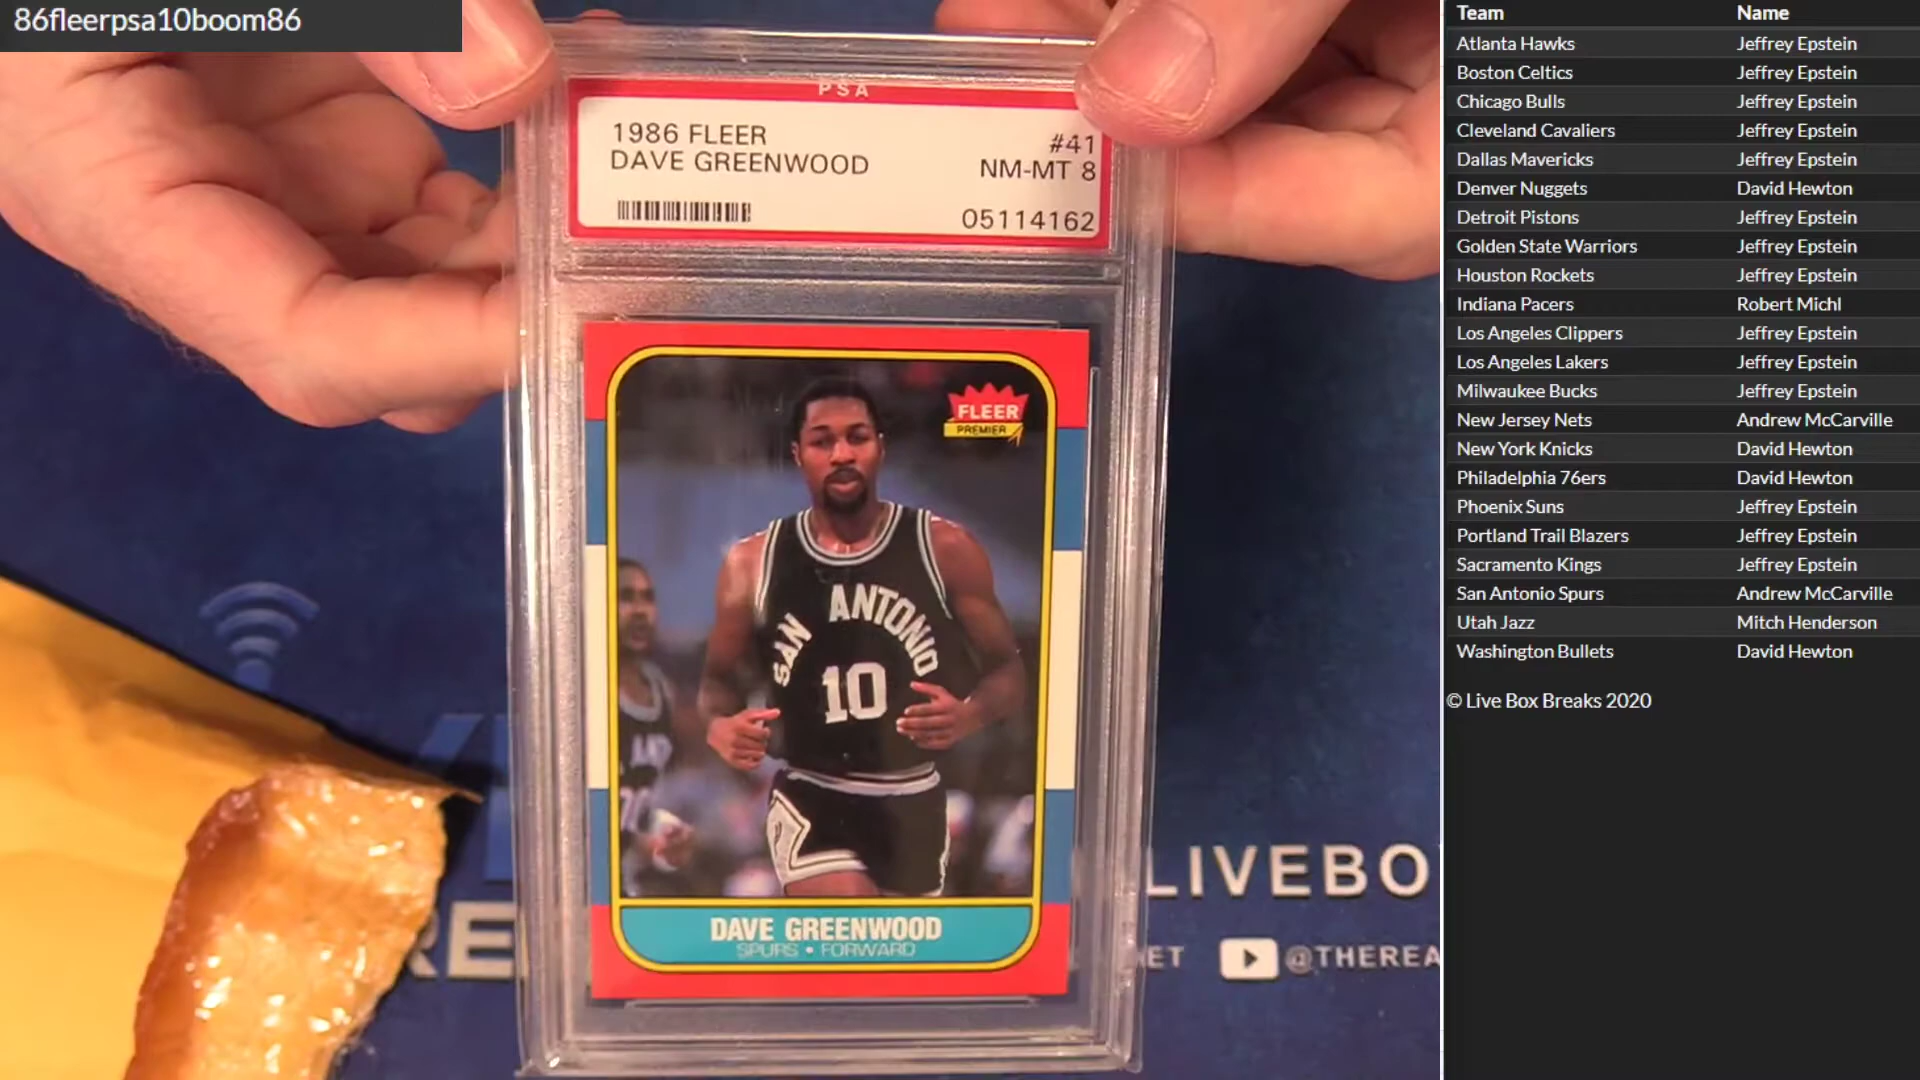 86fleerpsa10boom86
PSA
1986 FLEER #41
DAVE GREENWOOD NM-MT 8
05114162
FLEER
PREMIER
SAN ANTONIO
10
DAVE GREENWOOD
SPURS • FORWARD
LIVEBO
RE
ET
@THEREA
Team Name
Atlanta Hawks Jeffrey Epstein
Boston Celtics Jeffrey Epstein
Chicago Bulls Jeffrey Epstein
Cleveland Cavaliers Jeffrey Epstein
Dallas Mavericks Jeffrey Epstein
Denver Nuggets David Hewton
Detroit Pistons Jeffrey Epstein
Golden State Warriors Jeffrey Epstein
Houston Rockets Jeffrey Epstein
Indiana Pacers Robert Michl
Los Angeles Clippers Jeffrey Epstein
Los Angeles Lakers Jeffrey Epstein
Milwaukee Bucks Jeffrey Epstein
New Jersey Nets Andrew McCarville
New York Knicks David Hewton
Philadelphia 76ers David Hewton
Phoenix Suns Jeffrey Epstein
Portland Trail Blazers Jeffrey Epstein
Sacramento Kings Jeffrey Epstein
San Antonio Spurs Andrew McCarville
Utah Jazz Mitch Henderson
Washington Bullets David Hewton
© Live Box Breaks 2020